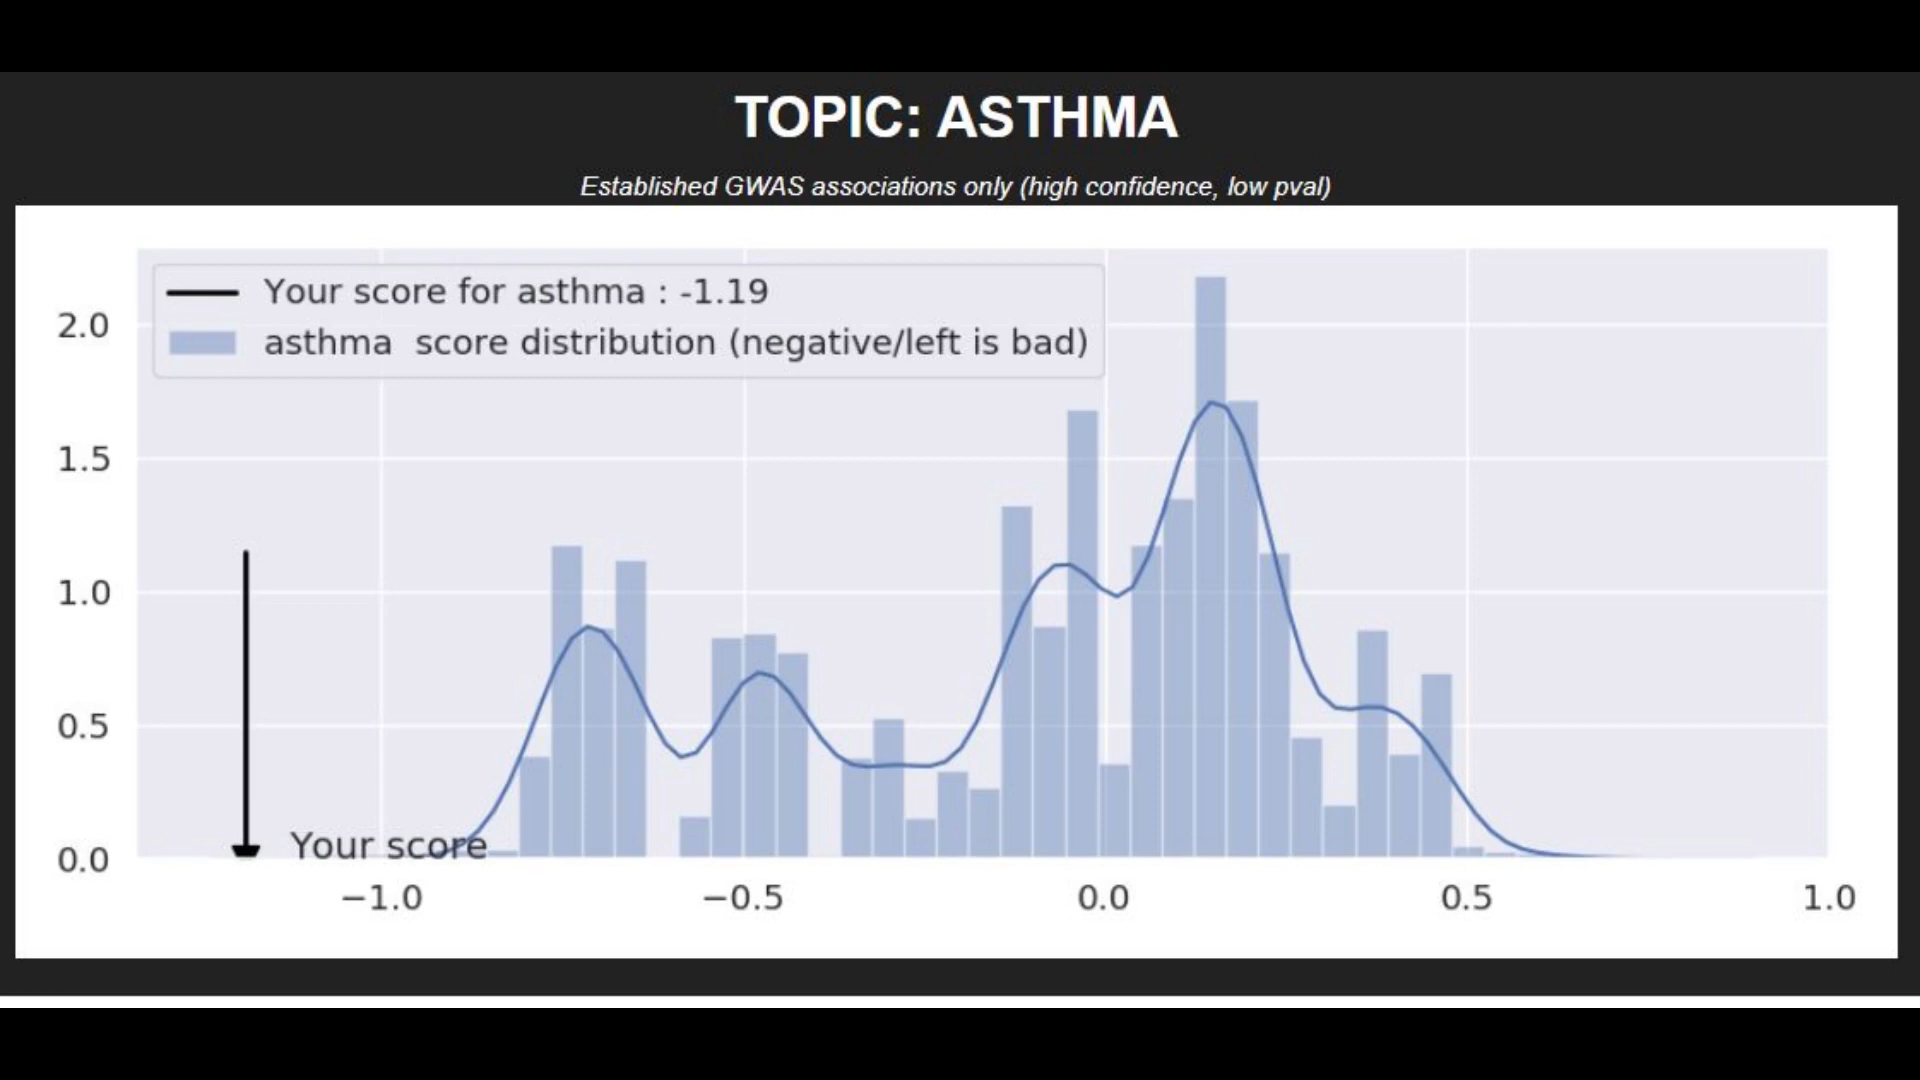 TOPIC: ASTHMA
Established GWAS associations only (high confidence, low pval)
Your score for asthma : -1.19
asthma  score distribution (negative/left is bad)
2.0
1.5
1.0
0.5
0.0
Your score
−1.0
−0.5
0.0
0.5
1.0